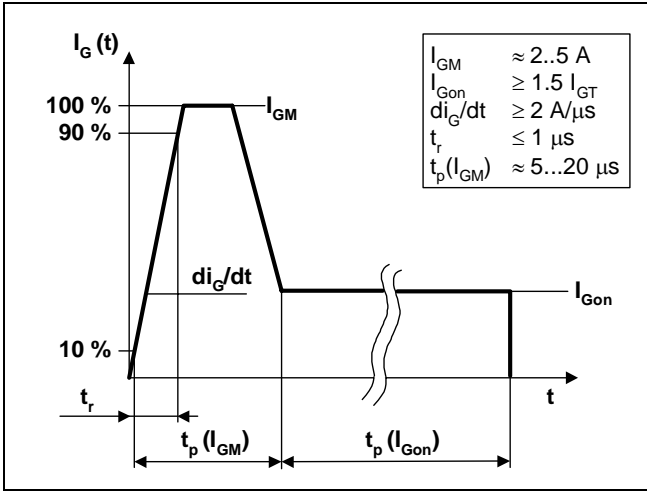 I_G (t)
100 %
90 %
10 %
I_GM
di_G/dt
I_Gon
t
t_r
t_p (I_GM)
t_p (I_Gon)
I_GM ≈ 2..5 A
I_Gon ≥ 1.5 I_GT
di_G/dt ≥ 2 A/µs
t_r ≤ 1 µs
t_p(I_GM) ≈ 5...20 µs